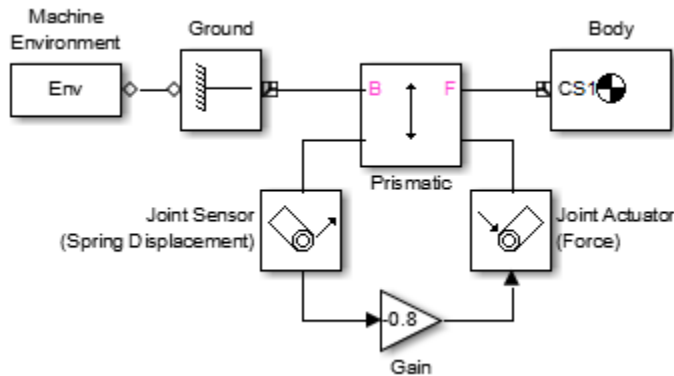 Machine
Environment
Ground
Body
Env
B
F
CS1
Prismatic
Joint Sensor
(Spring Displacement)
Joint Actuator
(Force)
-0.8
Gain